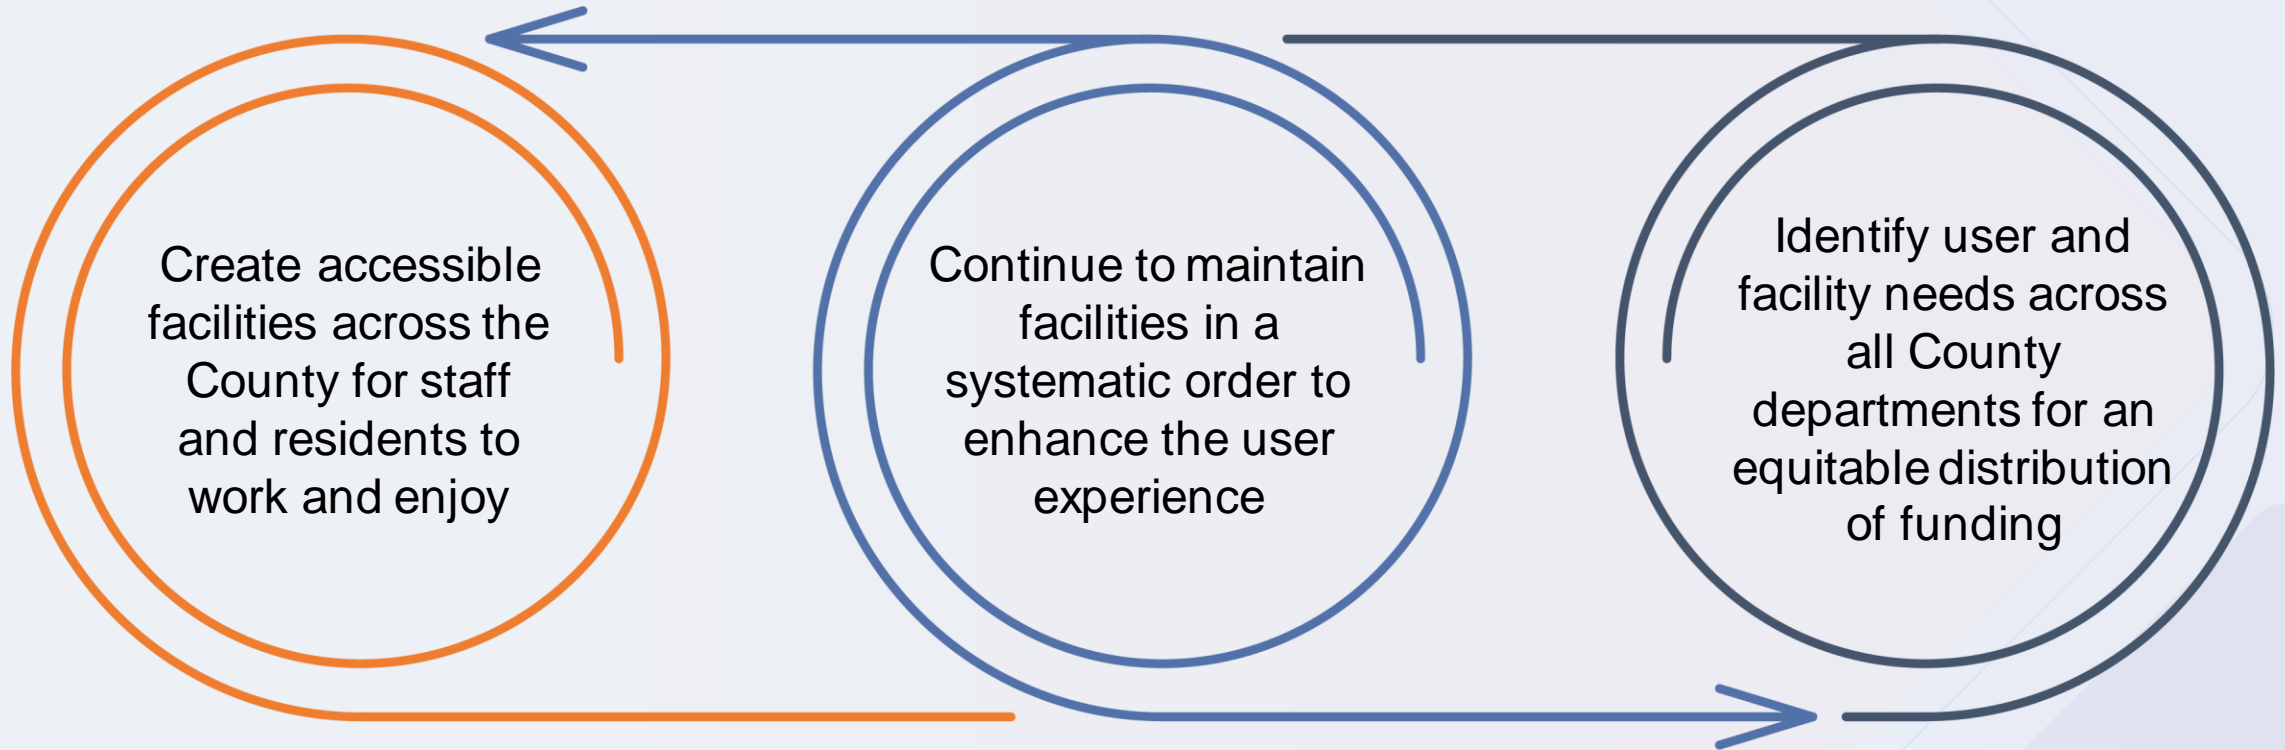 Create accessible
facilities across the
County for staff
and residents to
work and enjoy
Continue to maintain
facilities in a
systematic order to
enhance the user
experience
Identify user and
facility needs across
all County
departments for an
equitable distribution
of funding